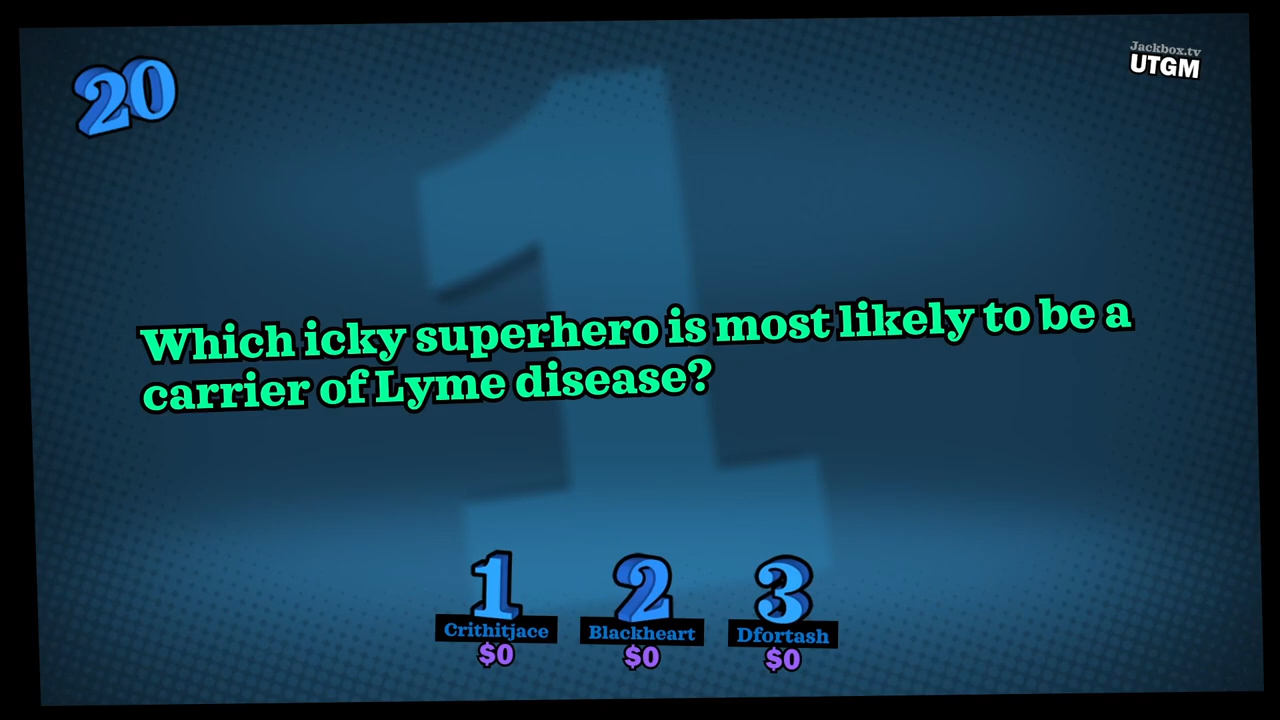 20
Jackbox.tv
UTGM
Which icky superhero is most likely to be a
carrier of Lyme disease?
1
2
3
Crithitjace
Blackheart
Dfortash
$0
$0
$0
1